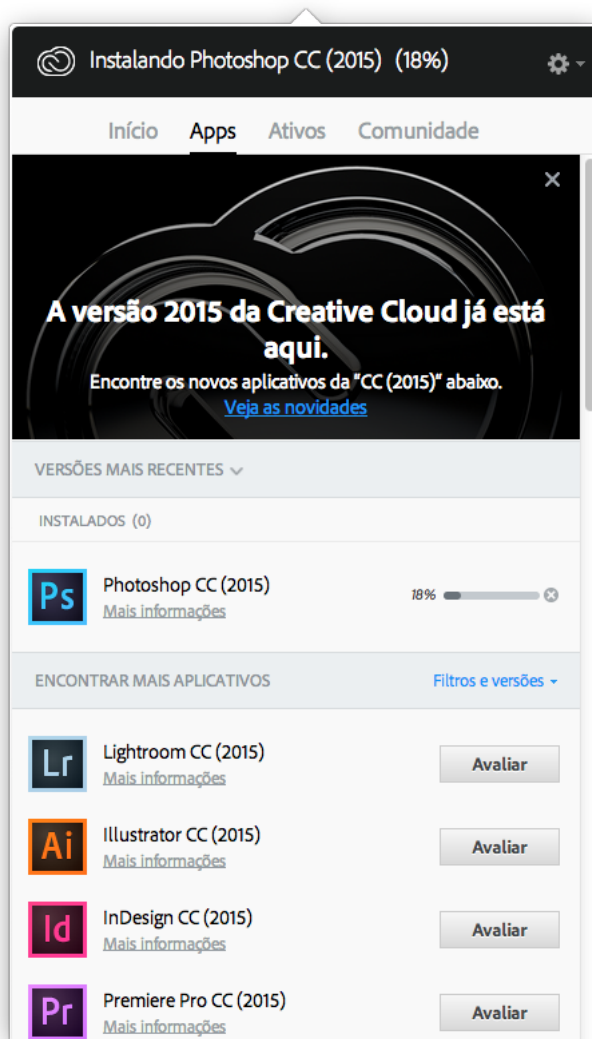 Instalando Photoshop CC (2015) (18%)
Início Apps Ativos Comunidade
A versão 2015 da Creative Cloud já está
aqui.
Encontre os novos aplicativos da "CC (2015)" abaixo.
Veja as novidades
VERSÕES MAIS RECENTES
INSTALADOS (0)
Ps
Photoshop CC (2015)
Mais informações
18%
ENCONTRAR MAIS APLICATIVOS
Filtros e versões
Lr
Lightroom CC (2015)
Mais informações
Avaliar
Ai
Illustrator CC (2015)
Mais informações
Avaliar
Id
InDesign CC (2015)
Mais informações
Avaliar
Pr
Premiere Pro CC (2015)
Mais informações
Avaliar